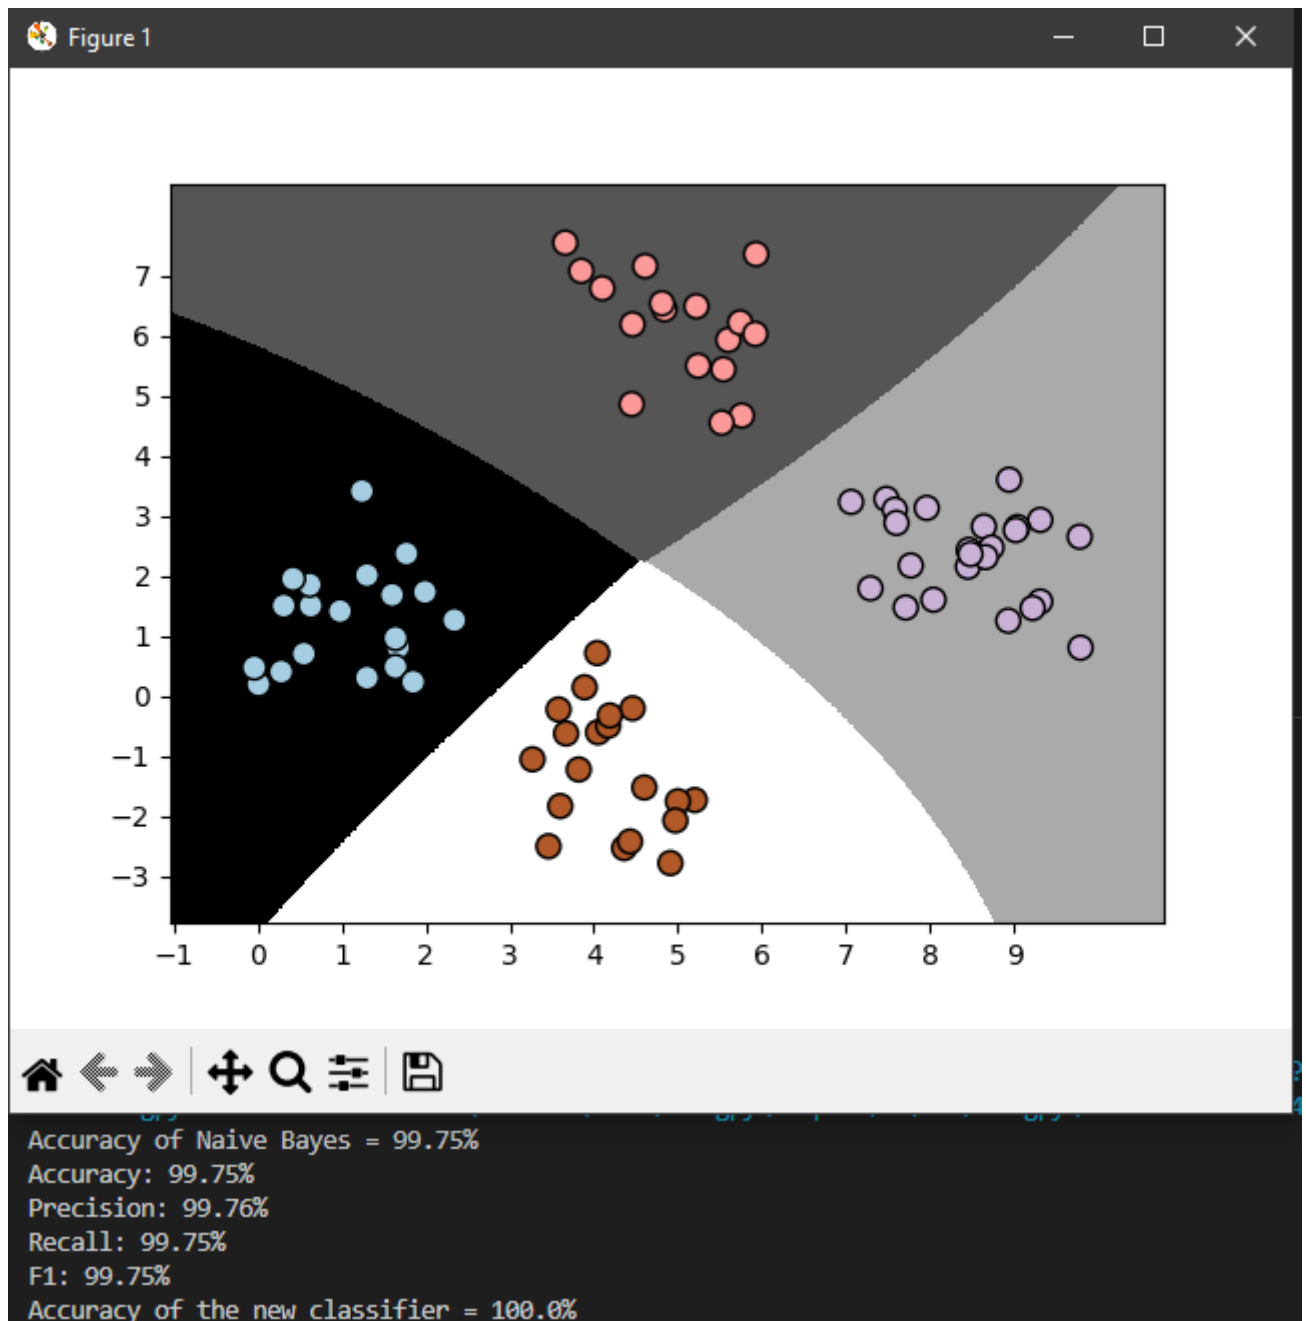 Figure 1
7
6
5
4
3
2
1
0
−1
−2
−3
−1 0 1 2 3 4 5 6 7 8 9
Accuracy of Naive Bayes = 99.75%
Accuracy: 99.75%
Precision: 99.76%
Recall: 99.75%
F1: 99.75%
Accuracy of the new classifier = 100.0%